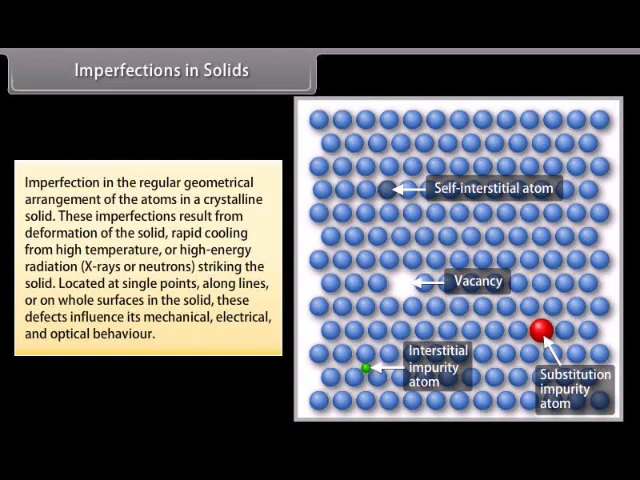 Imperfections in Solids
Imperfection in the regular geometrical
arrangement of the atoms in a crystalline
solid. These imperfections result from
deformation of the solid, rapid cooling
from high temperature, or high-energy
radiation (X-rays or neutrons) striking the
solid. Located at single points, along lines,
or on whole surfaces in the solid, these
defects influence its mechanical, electrical,
and optical behaviour.
Self-interstitial atom
Vacancy
Interstitial
impurity
atom
Substitution
impurity
atom